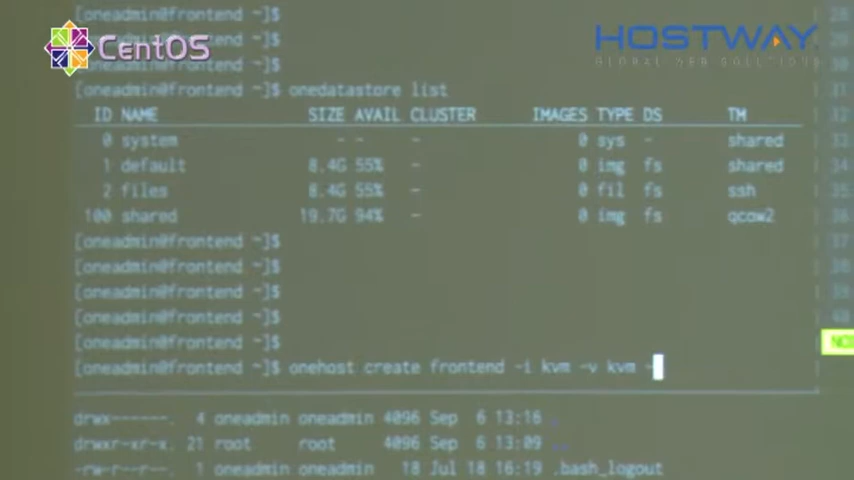 [oneadmin@frontend ~]$
[oneadmin@frontend ~]$
[oneadmin@frontend ~]$
CentOS
HOSTWAY
GLOBAL WEB SOLUTIONS
[oneadmin@frontend ~]$ onedatastore list
ID NAME SIZE AVAIL CLUSTER IMAGES TYPE DS TM
0 system - - - 0 sys - shared
1 default 8.4G 55% - 0 img fs shared
2 files 8.4G 55% - 0 fil fs ssh
100 shared 19.7G 94% - 0 img fs qcow2
[oneadmin@frontend ~]$
[oneadmin@frontend ~]$
[oneadmin@frontend ~]$
[oneadmin@frontend ~]$
[oneadmin@frontend ~]$
[oneadmin@frontend ~]$ onehost create frontend -i kvm -v kvm -
drwx------. 4 oneadmin oneadmin 4096 Sep 6 13:16 .
drwxr-xr-x. 21 root root 4096 Sep 6 13:09 ..
-rw-r--r--. 1 oneadmin oneadmin 18 Jul 18 16:19 .bash_logout